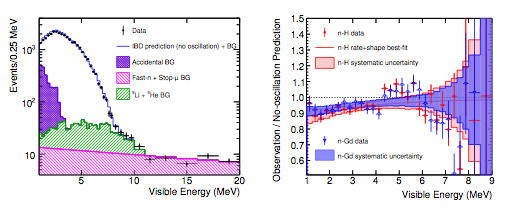 Events/0.25 MeV
10³
10²
10
Data
IBD prediction (no oscillation) + BG
Accidental BG
Fast-n + Stop-μ BG
⁹Li + ⁸He BG
5 10 15 20
Visible Energy (MeV)
Observation / No-oscillation Prediction
1.5
1.4
1.3
1.2
1.1
1.0
0.9
0.8
0.7
0.6
n-H data
n-H rate+shape best-fit
n-H systematic uncertainty
n-Gd data
n-Gd systematic uncertainty
1 2 3 4 5 6 7 8 9
Visible Energy (MeV)